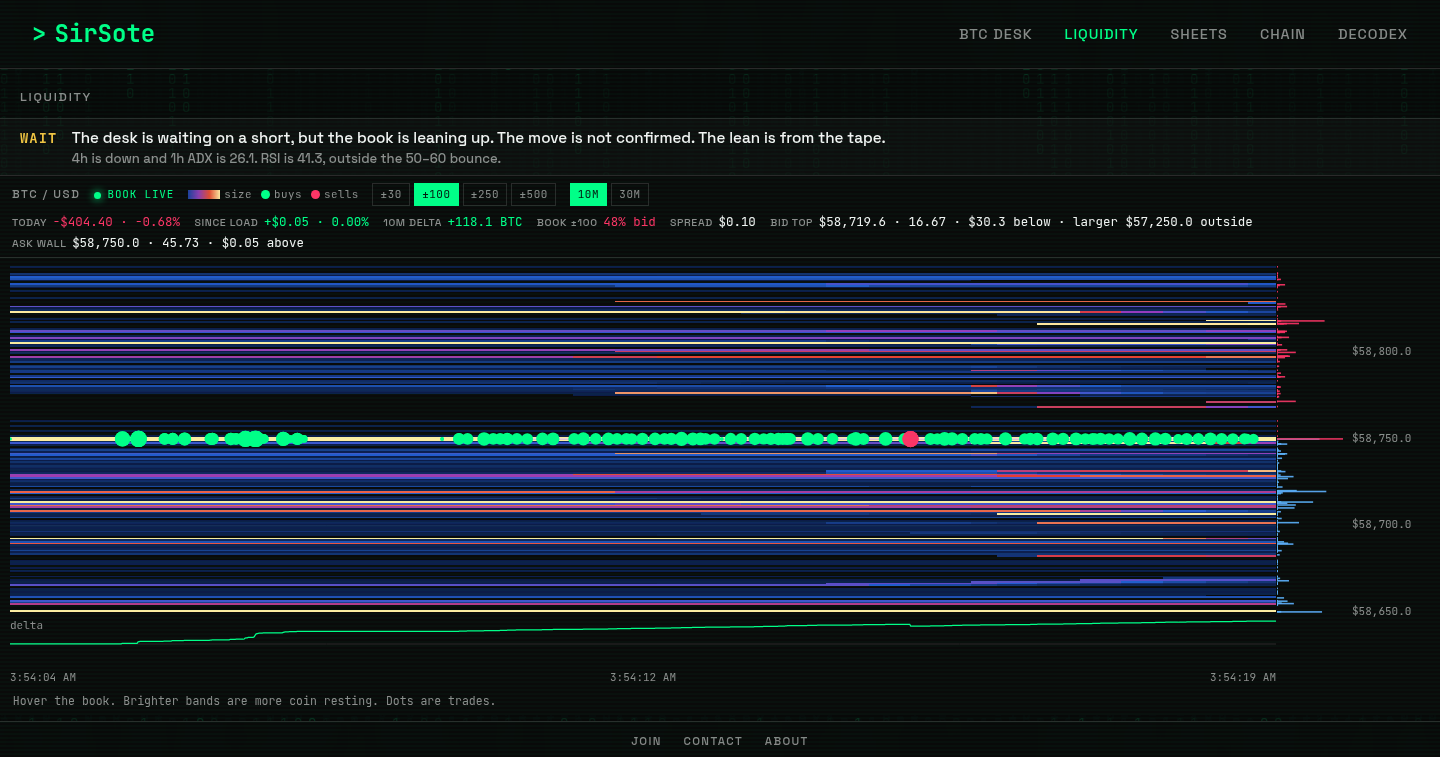 > SirSote
BTC DESK LIQUIDITY SHEETS CHAIN DECODEX
LIQUIDITY
WAIT The desk is waiting on a short, but the book is leaning up. The move is not confirmed. The lean is from the tape.
4h is down and 1h ADX is 26.1. RSI is 41.3, outside the 50–60 bounce.
BTC / USD BOOK LIVE size buys sells ±30 ±100 ±250 ±500 10M 30M
TODAY -$404.40 · -0.68% SINCE LOAD +$0.05 · 0.00% 10M DELTA +118.1 BTC BOOK ±100 48% bid SPREAD $0.10 BID TOP $58,719.6 · 16.67 · $30.3 below · larger $57,250.0 outside
ASK WALL $58,750.0 · 45.73 · $0.05 above
$58,800.0
$58,750.0
$58,700.0
$58,650.0
delta
3:54:04 AM 3:54:12 AM 3:54:19 AM
Hover the book. Brighter bands are more coin resting. Dots are trades.
JOIN CONTACT ABOUT